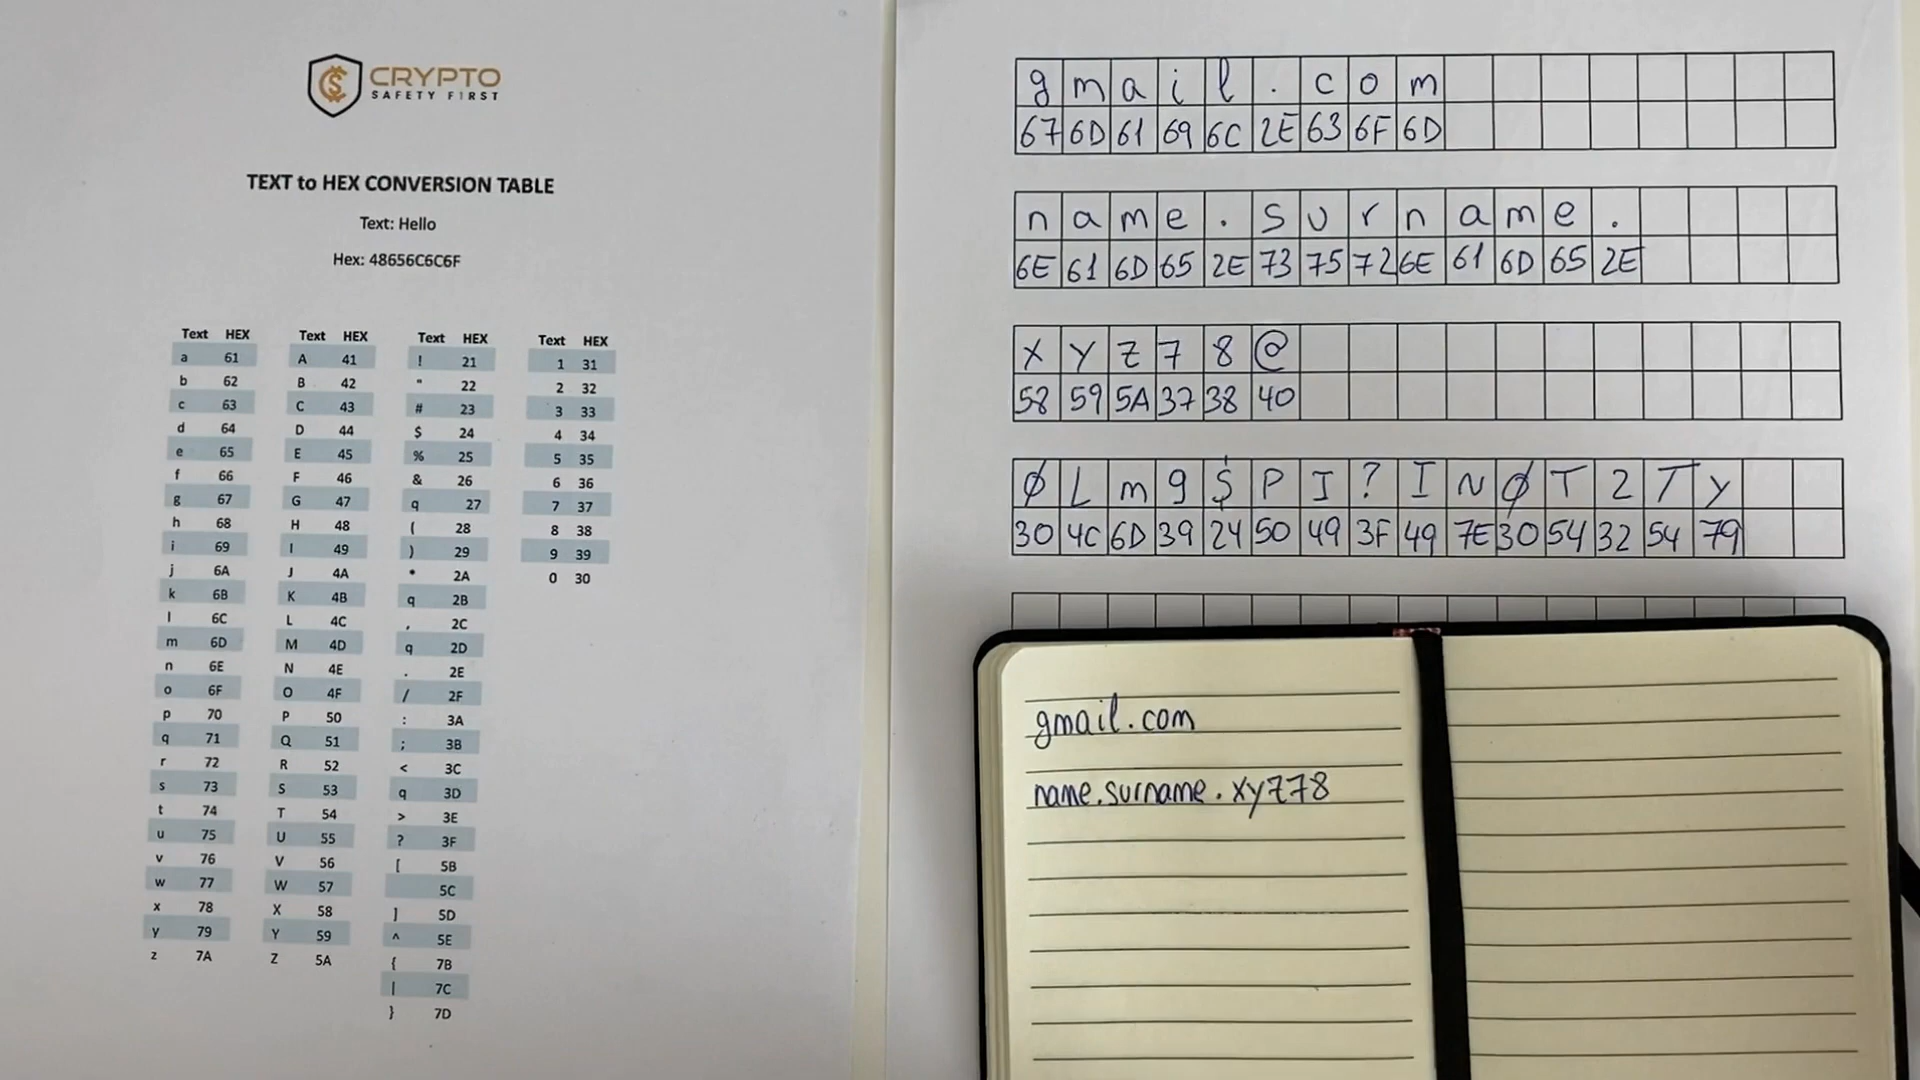 CRYPTO
SAFETY FIRST
TEXT to HEX CONVERSION TABLE
Text: Hello
Hex: 48656C6C6F
Text HEX Text HEX Text HEX Text HEX
a 61 A 41 ! 21 1 31
b 62 B 42 " 22 2 32
c 63 C 43 # 23 3 33
d 64 D 44 $ 24 4 34
e 65 E 45 % 25 5 35
f 66 F 46 & 26 6 36
g 67 G 47 q 27 7 37
h 68 H 48 ( 28 8 38
i 69 I 49 ) 29 9 39
j 6A J 4A * 2A 0 30
k 6B K 4B q 2B
l 6C L 4C , 2C
m 6D M 4D q 2D
n 6E N 4E . 2E
o 6F O 4F / 2F
p 70 P 50 : 3A
q 71 Q 51 ; 3B
r 72 R 52 < 3C
s 73 S 53 q 3D
t 74 T 54 > 3E
u 75 U 55 ? 3F
v 76 V 56 [ 5B
w 77 W 57 5C
x 78 X 58 ] 5D
y 79 Y 59 ^ 5E
z 7A Z 5A { 7B
| 7C
} 7D
g m a i l . c o m
67 6D 61 69 6C 2E 63 6F 6D
n a m e . s u r n a m e .
6E 61 6D 65 2E 73 75 72 6E 61 6D 65 2E
X Y Z 7 8 @
58 59 5A 37 38 40
Ø L m 9 $ P I ? I N Ø T 2 T y
30 4C 6D 39 24 50 49 3F 49 7E 30 54 32 54 79
gmail.com
name.surname.xyz78